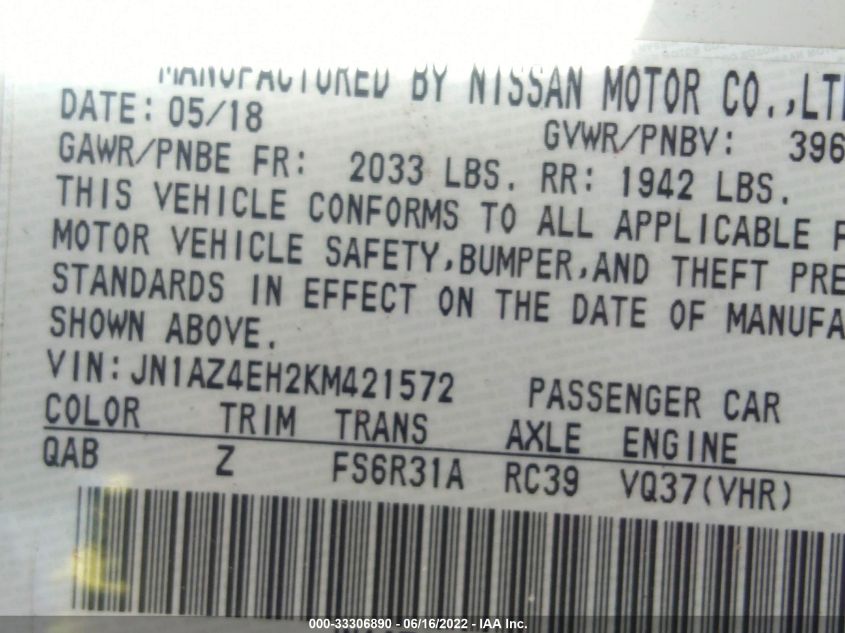 MANUFACTURED BY NISSAN MOTOR CO.,LT
DATE: 05/18 GVWR/PNBV: 396
GAWR/PNBE FR: 2033 LBS. RR: 1942 LBS.
THIS VEHICLE CONFORMS TO ALL APPLICABLE F
MOTOR VEHICLE SAFETY,BUMPER,AND THEFT PRE
STANDARDS IN EFFECT ON THE DATE OF MANUFA
SHOWN ABOVE.
VIN:JN1AZ4EH2KM421572 PASSENGER CAR
COLOR TRIM TRANS AXLE ENGINE
QAB Z FS6R31A RC39 VQ37(VHR)
000-33306890 - 06/16/2022 - IAA Inc.